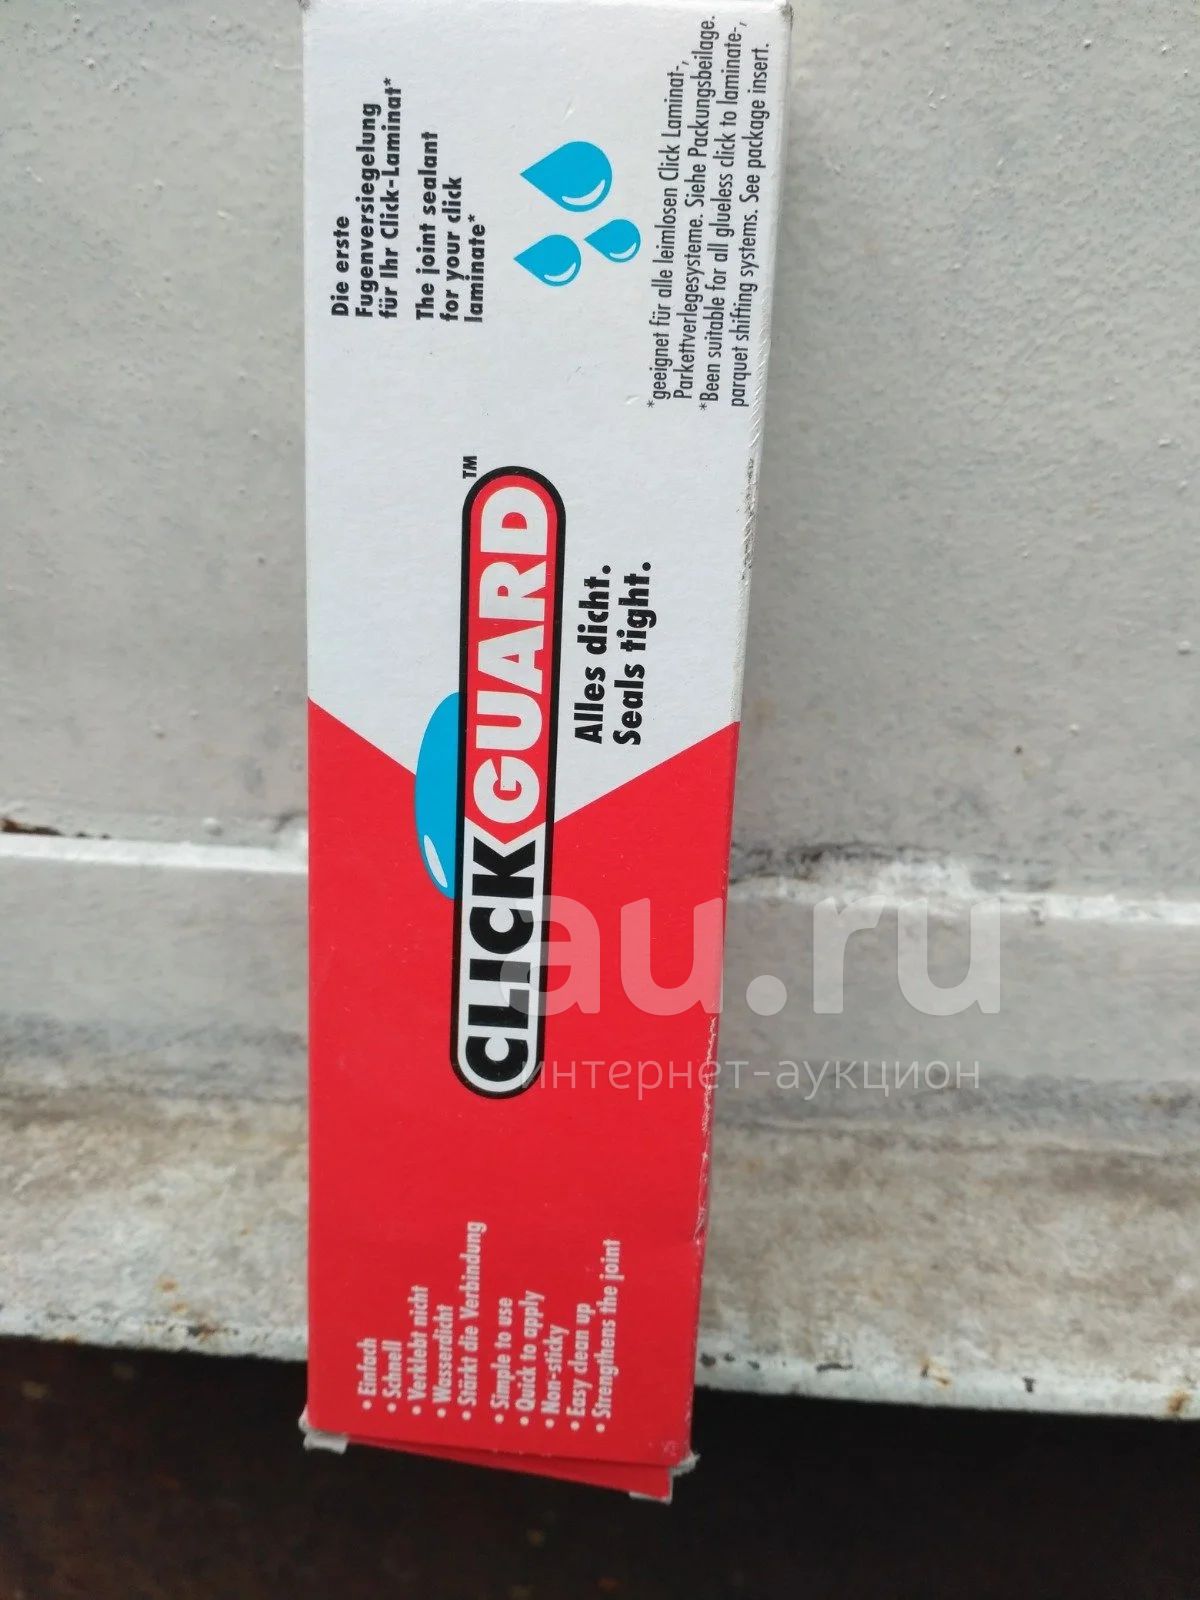 Die erste
Fugenversiegelung
für Ihr Click-Laminat*
The joint sealant
for your click
laminate*
CLICKGUARD™
Alles dicht.
Seals tight.
*geeignet für alle leimlosen Click Laminat-,
Parkettverlegesysteme. Siehe Packungsbeilage.
*Been suitable for all glueless click to laminate-,
parquet shifting systems. See package insert.
• Einfach
• Schnell
• Verklebt nicht
• Wasserdicht
• Stärkt die Verbindung
• Simple to use
• Quick to apply
• Non-sticky
• Easy clean up
• Strengthens the joint
au.ru
интернет-аукцион